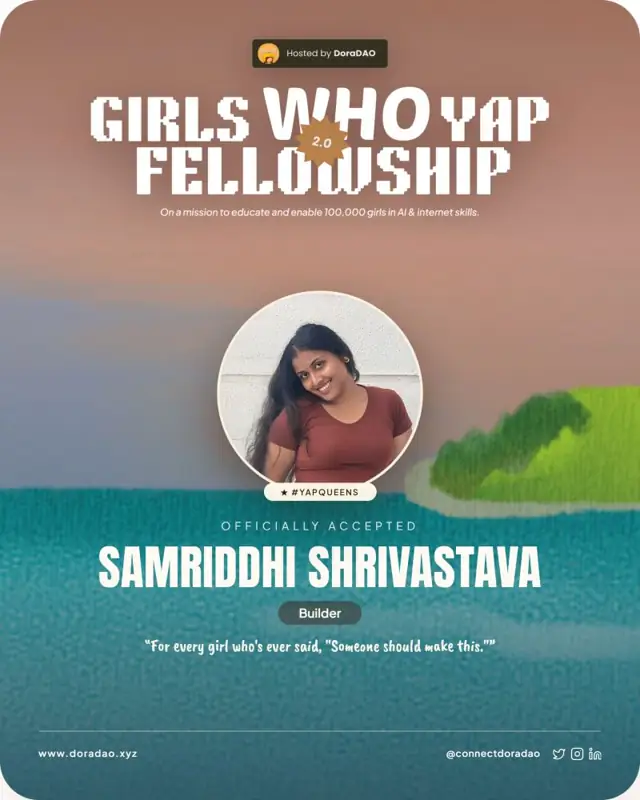 Hosted by DoraDAO
GIRLS WHO YAP
2.0
FELLOWSHIP
On a mission to educate and enable 100,000 girls in AI & internet skills.
★ #YAPQUEENS
OFFICIALLY ACCEPTED
SAMRIDDHI SHRIVASTAVA
Builder
"For every girl who's ever said, "Someone should make this.""
www.doradao.xyz
@connectdoradao